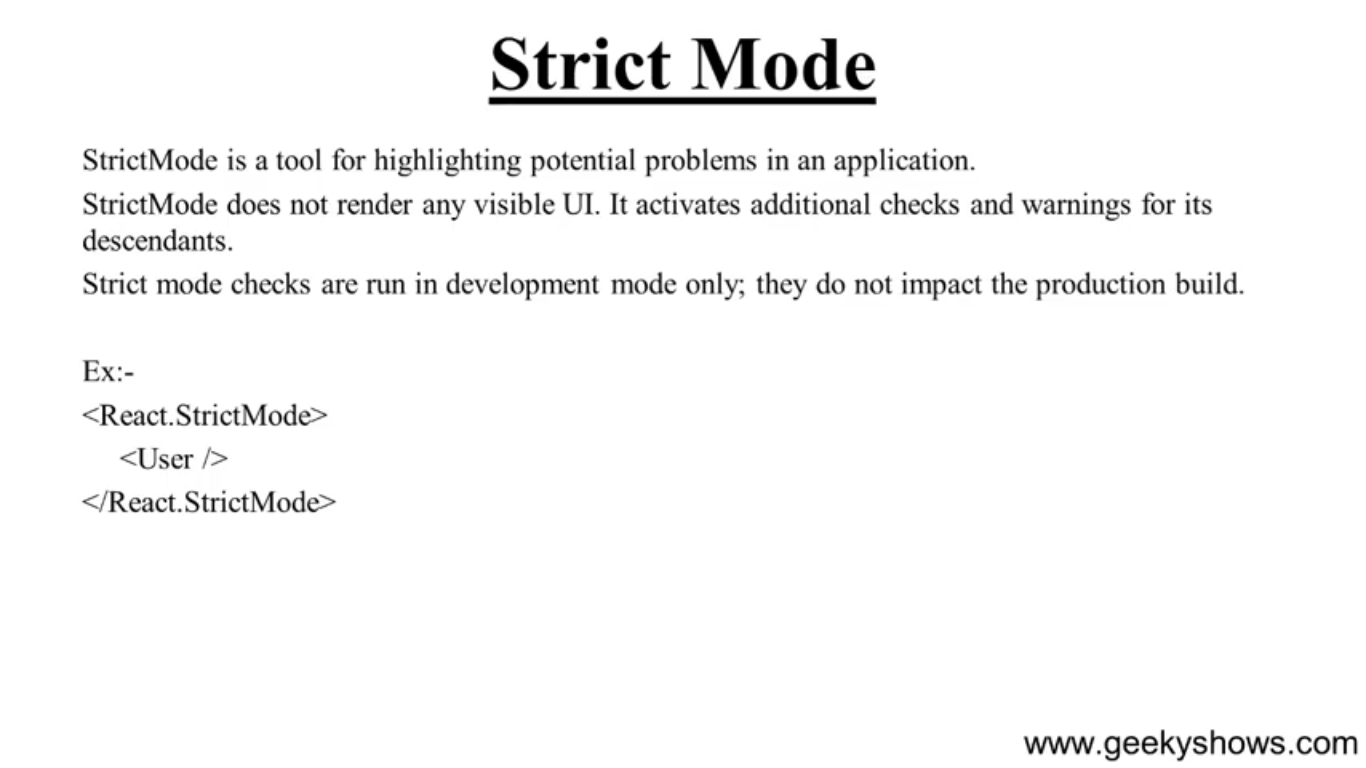 Strict Mode
StrictMode is a tool for highlighting potential problems in an application.
StrictMode does not render any visible UI. It activates additional checks and warnings for its
descendants.
Strict mode checks are run in development mode only; they do not impact the production build.
Ex:-
<React.StrictMode>
<User />
</React.StrictMode>
www.geekyshows.com